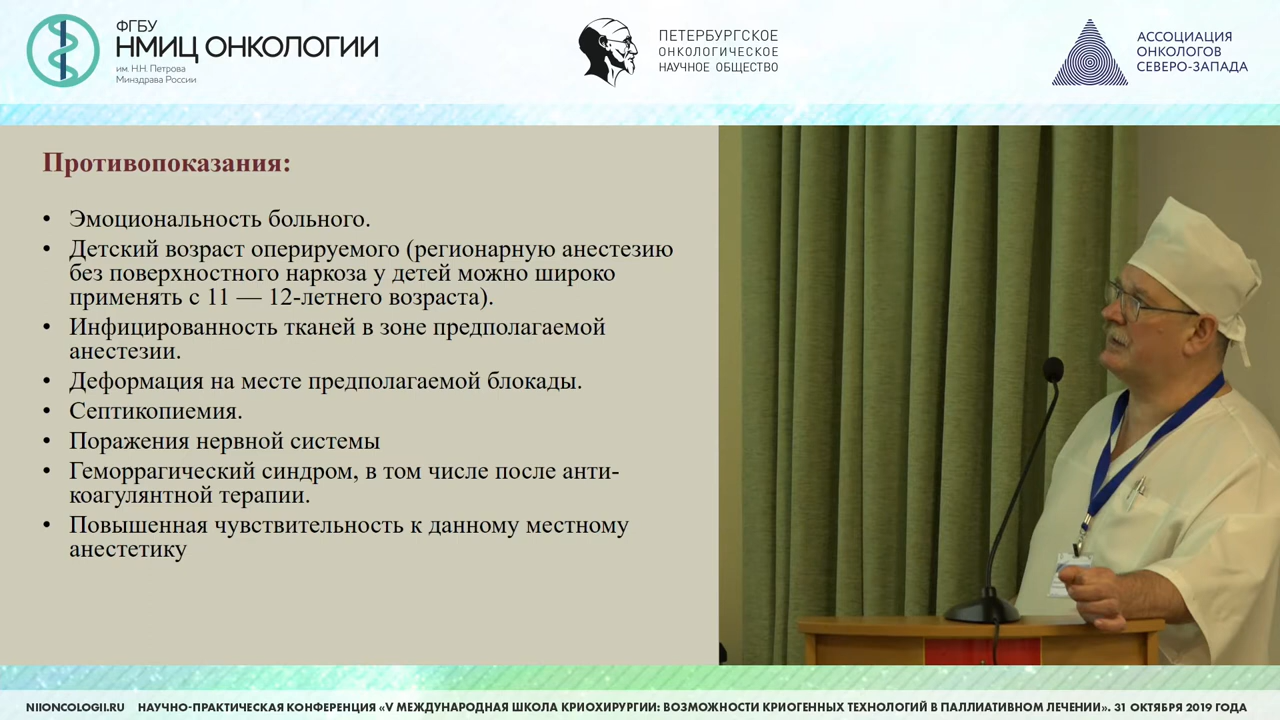 ФГБУ
НМИЦ ОНКОЛОГИИ
им. Н.Н. Петрова
Минздрава России
ПЕТЕРБУРГСКОЕ
ОНКОЛОГИЧЕСКОЕ
НАУЧНОЕ ОБЩЕСТВО
АССОЦИАЦИЯ
ОНКОЛОГОВ
СЕВЕРО-ЗАПАДА
Противопоказания:
• Эмоциональность больного.
• Детский возраст оперируемого (регионарную анестезию
без поверхностного наркоза у детей можно широко
применять с 11 — 12-летнего возраста).
• Инфицированность тканей в зоне предполагаемой
анестезии.
• Деформация на месте предполагаемой блокады.
• Септикопиемия.
• Поражения нервной системы
• Геморрагический синдром, в том числе после анти-
коагулянтной терапии.
• Повышенная чувствительность к данному местному
анестетику
NIIONCOLOGII.RU НАУЧНО-ПРАКТИЧЕСКАЯ КОНФЕРЕНЦИЯ «V МЕЖДУНАРОДНАЯ ШКОЛА КРИОХИРУРГИИ: ВОЗМОЖНОСТИ КРИОГЕННЫХ ТЕХНОЛОГИЙ В ПАЛЛИАТИВНОМ ЛЕЧЕНИИ». 31 ОКТЯБРЯ 2019 ГОДА